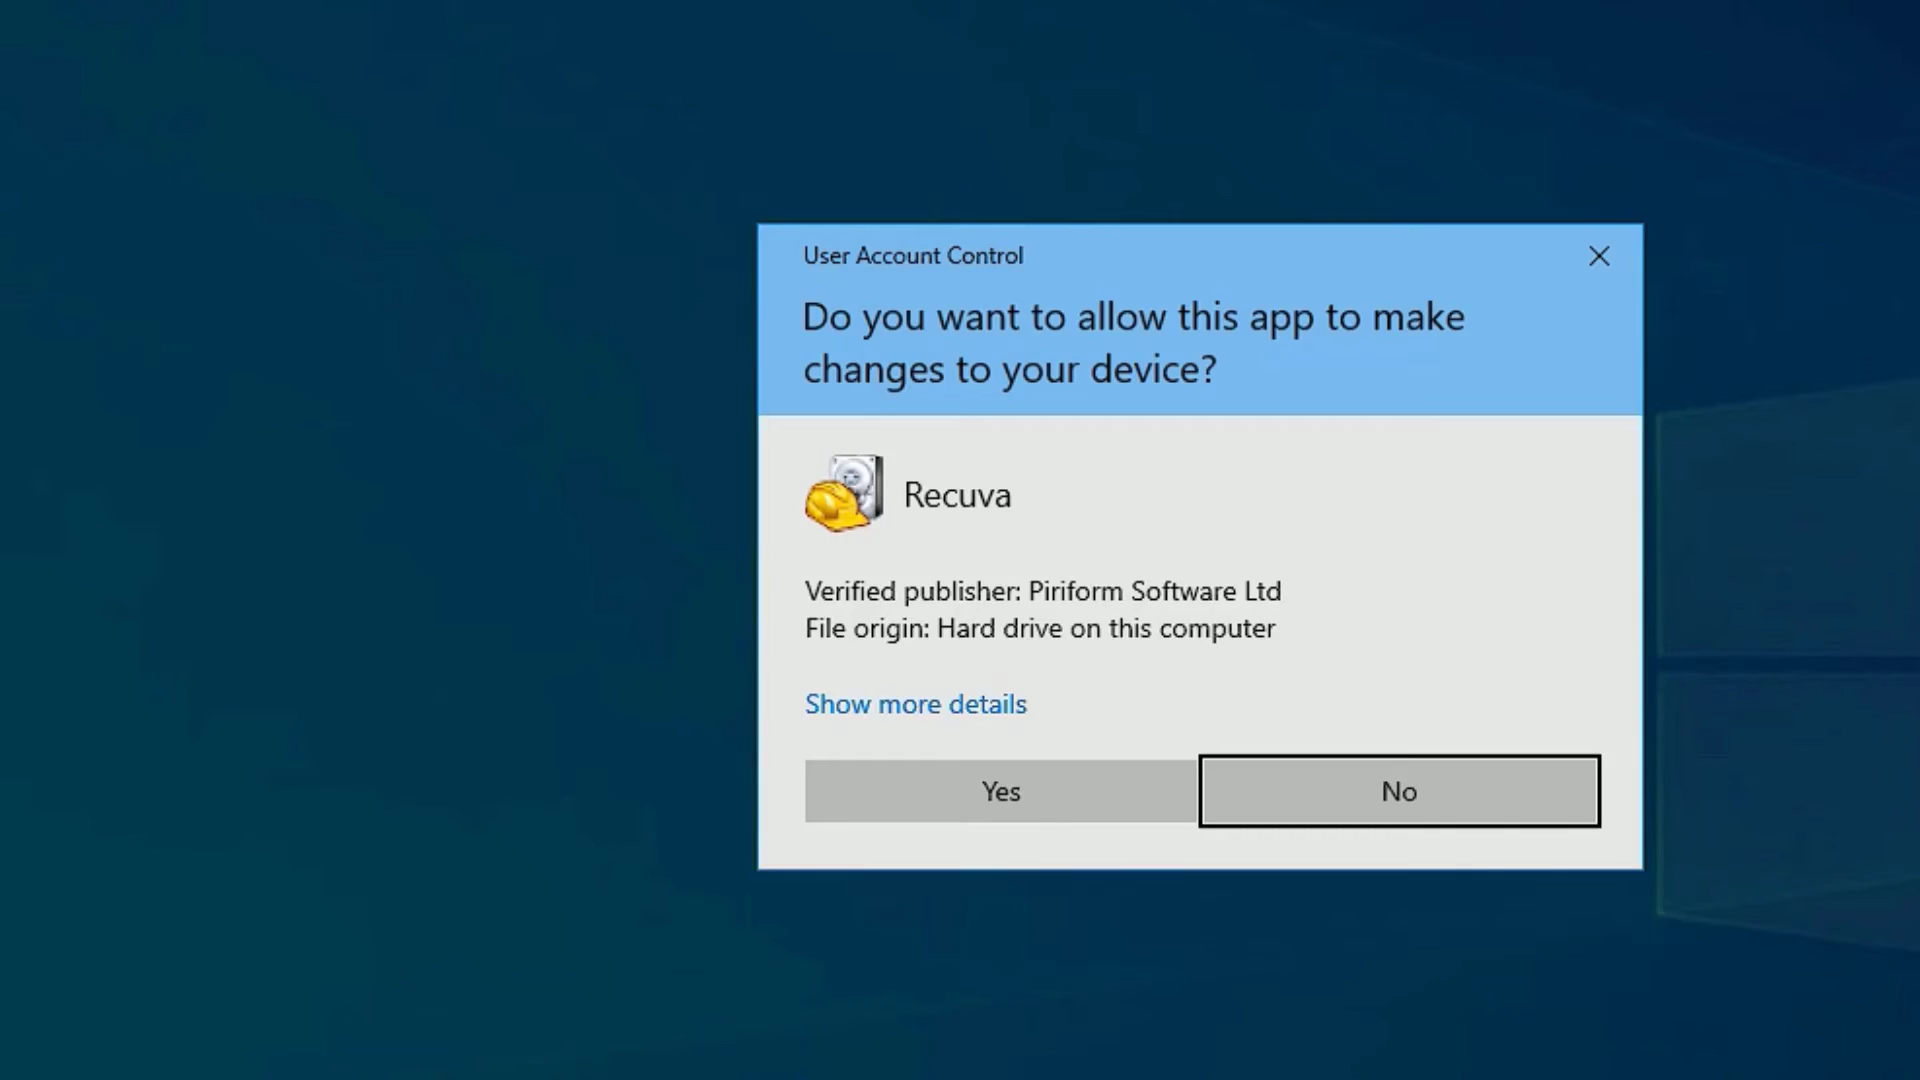 User Account Control
Do you want to allow this app to make
changes to your device?
Recuva
Verified publisher: Piriform Software Ltd
File origin: Hard drive on this computer
Show more details
Yes
No